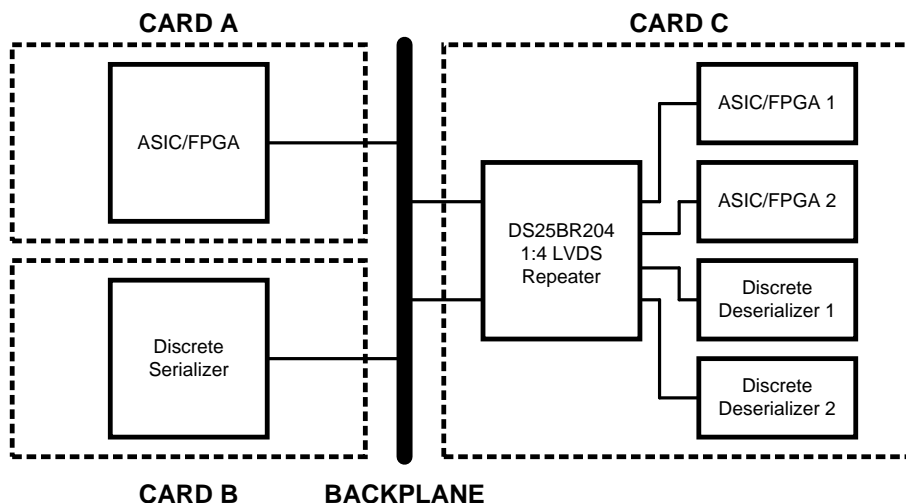 CARD A
CARD C
ASIC/FPGA
ASIC/FPGA 1
ASIC/FPGA 2
DS25BR204
1:4 LVDS
Repeater
Discrete
Deserializer 1
Discrete
Serializer
Discrete
Deserializer 2
CARD B
BACKPLANE